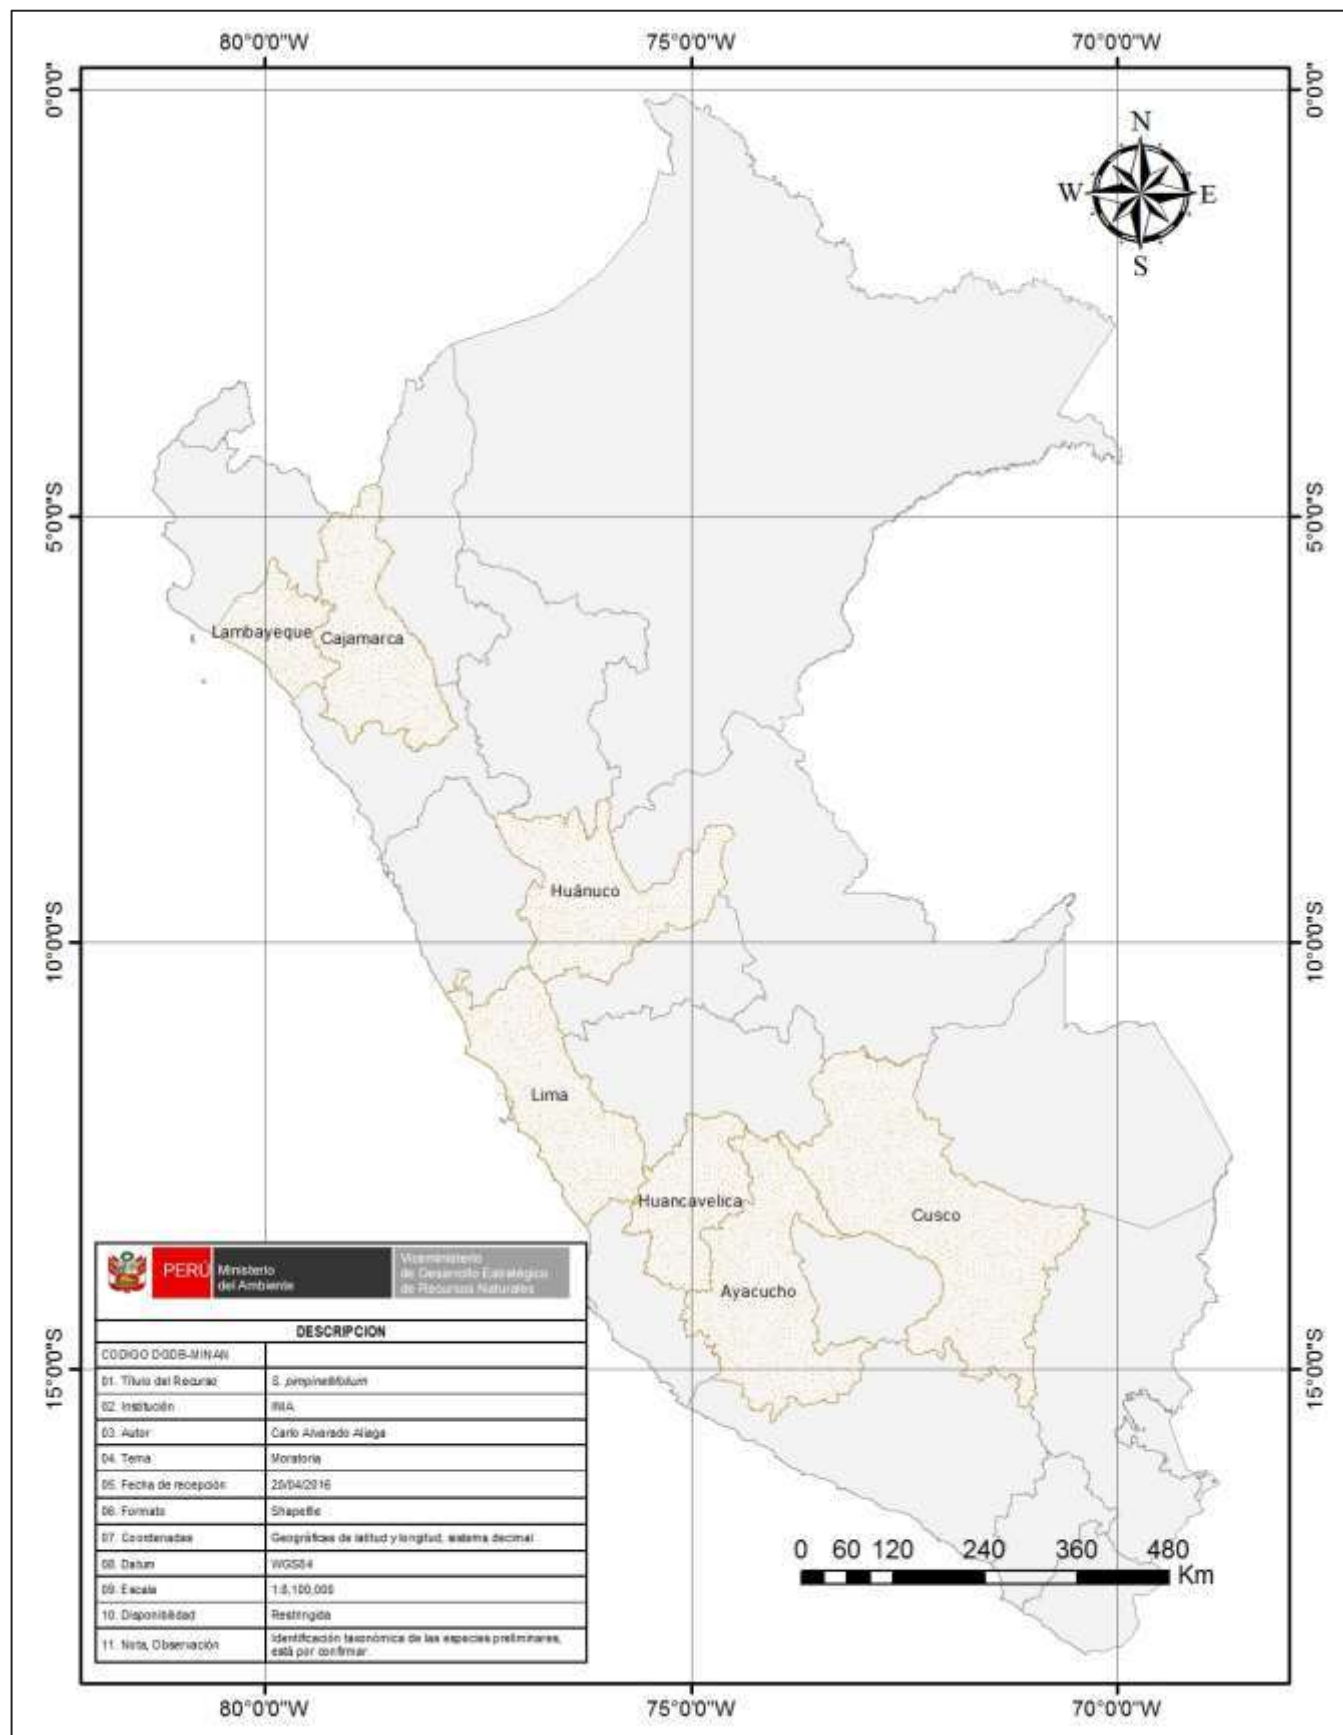 80°0'0"W 75°0'0"W 70°0'0"W
0°0'0" 0°0'0"
N
W E
S
5°0'0"S 5°0'0"S
Lambayeque Cajamarca
Huánuco
10°0'0"S 10°0'0"S
Lima
Huancavelica
Cusco
Ayacucho
PERÚ Ministerio del Ambiente Viceministerio de Desarrollo Estratégico de Recursos Naturales
DESCRIPCION
CODIGO DGDB-MINAN
01. Título del Recurso S. pimpinellifolium
02. Institución INIA
03. Autor Carlo Alvarado Aliaga
04. Tema Moratoria
05. Fecha de recepción 20/04/2016
06. Formato Shapefile
07. Coordenadas Geográficas de latitud y longitud, sistema decimal
08. Datum WGS84
09. Escala
10. Disponibilidad Restringida
11. Nota, Observación Identificación taxonómica de las especies preliminares, está por confirmar.
15°0'0"S 15°0'0"S
0 60 120 240 360 480
Km
80°0'0"W 75°0'0"W 70°0'0"W